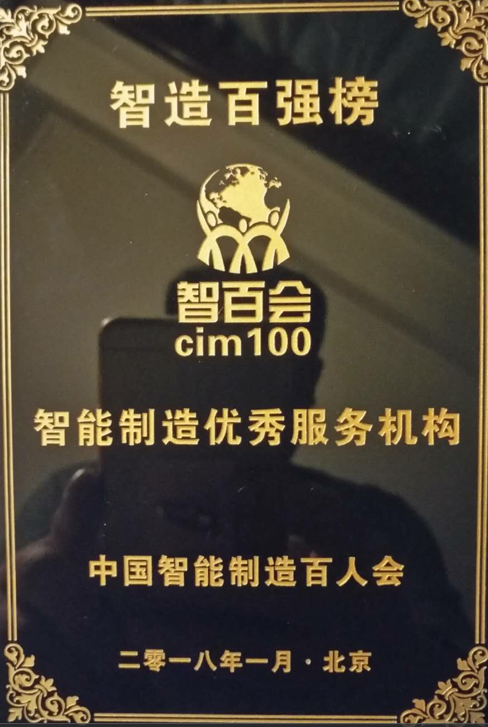 智造百强榜
智百会
cim100
智能制造优秀服务机构
中国智能制造百人会
二零一八年一月·北京